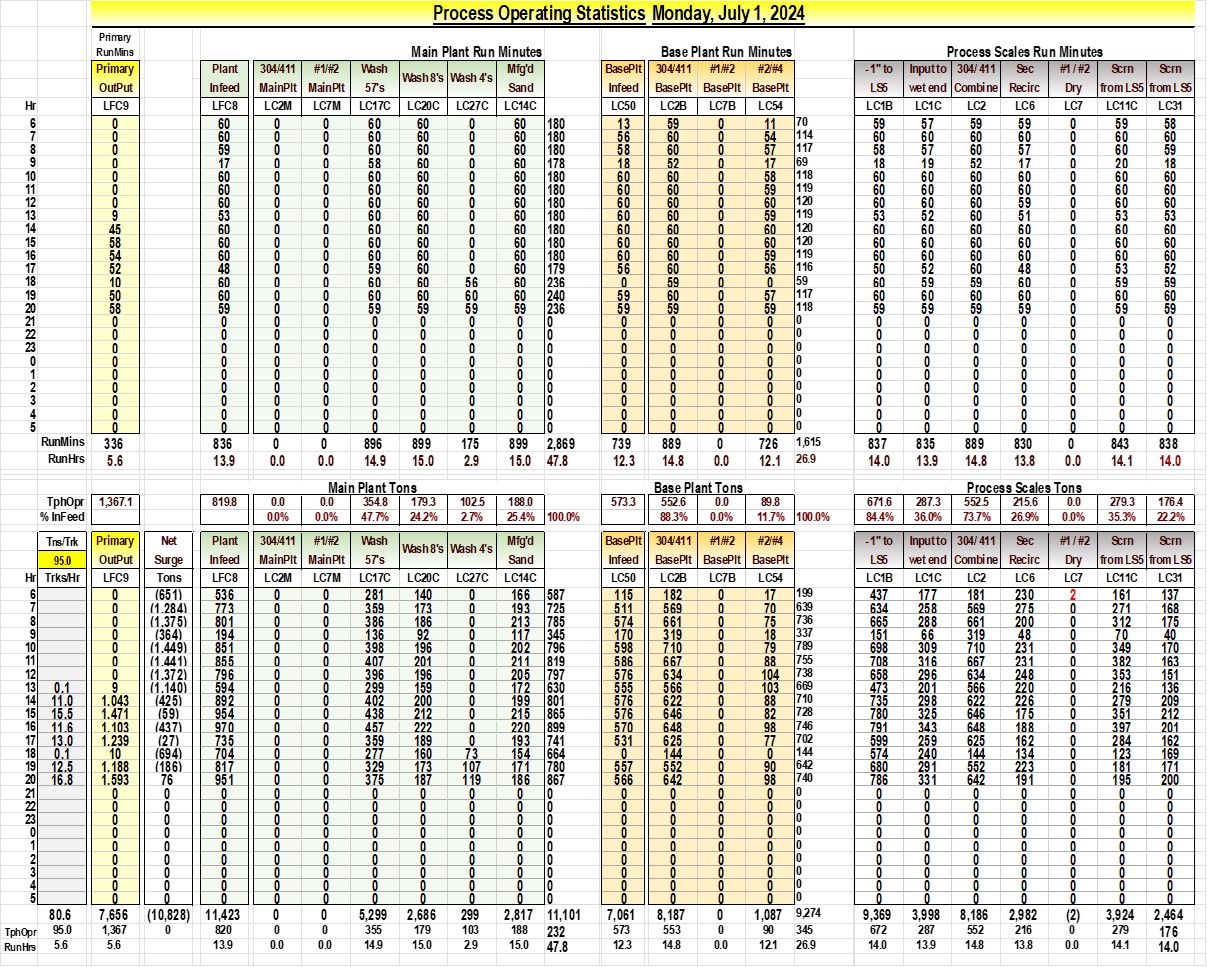 Process Operating Statistics Monday, July 1, 2024
Primary
RunMins Main Plant Run Minutes Base Plant Run Minutes Process Scales Run Minutes
Primary Plant 304/411 #1/#2 Wash Wash 8's Wash 4's Mfg'd BasePlt 304/411 #1/#2 #2/#4 -1" to Input to 304/ 411 Sec #1 / #2 Scrn Scrn
OutPut Infeed MainPlt MainPlt 57's Sand Infeed BasePlt BasePlt BasePlt LS5 wet end Combine Recirc Dry from LS5 from LS5
Hr LFC9 LFC8 LC2M LC7M LC17C LC20C LC27C LC14C LC50 LC2B LC7B LC54 LC1B LC1C LC2 LC6 LC7 LC11C LC31
6 0 60 0 0 60 60 0 60 180 13 59 0 11 70 59 57 59 59 0 59 58
7 0 60 0 0 60 60 0 60 180 56 60 0 54 114 60 60 60 60 0 60 60
8 0 59 0 0 60 60 0 60 180 58 60 0 57 117 58 57 60 57 0 60 59
9 0 17 0 0 58 60 0 60 178 18 52 0 17 69 18 19 52 17 0 20 18
10 0 60 0 0 60 60 0 60 180 60 60 0 58 118 60 60 60 60 0 60 60
11 0 60 0 0 60 60 0 60 180 60 60 0 59 119 60 60 60 60 0 60 60
12 0 60 0 0 60 60 0 60 180 60 60 0 60 120 60 60 60 59 0 60 60
13 9 53 0 0 60 60 0 60 180 60 60 0 59 119 53 52 60 51 0 53 53
14 45 60 0 0 60 60 0 60 180 60 60 0 60 120 60 60 60 60 0 60 60
15 58 60 0 0 60 60 0 60 180 60 60 0 60 120 60 60 60 60 0 60 60
16 54 60 0 0 60 60 0 60 180 60 60 0 59 119 60 60 60 60 0 60 60
17 52 48 0 0 59 60 0 60 179 56 60 0 56 116 50 52 60 48 0 53 52
18 10 60 0 0 60 60 56 60 236 0 59 0 0 59 60 59 59 60 0 59 59
19 50 60 0 0 60 60 60 60 240 59 60 0 57 117 60 60 60 60 0 60 60
20 58 59 0 0 59 59 59 59 236 59 59 0 59 118 59 59 59 59 0 59 59
21 0 0 0 0 0 0 0 0 0 0 0 0 0 0 0 0 0 0 0 0 0
22 0 0 0 0 0 0 0 0 0 0 0 0 0 0 0 0 0 0 0 0 0
23 0 0 0 0 0 0 0 0 0 0 0 0 0 0 0 0 0 0 0 0 0
0 0 0 0 0 0 0 0 0 0 0 0 0 0 0 0 0 0 0 0 0 0
1 0 0 0 0 0 0 0 0 0 0 0 0 0 0 0 0 0 0 0 0 0
2 0 0 0 0 0 0 0 0 0 0 0 0 0 0 0 0 0 0 0 0 0
3 0 0 0 0 0 0 0 0 0 0 0 0 0 0 0 0 0 0 0 0 0
4 0 0 0 0 0 0 0 0 0 0 0 0 0 0 0 0 0 0 0 0 0
5 0 0 0 0 0 0 0 0 0 0 0 0 0 0 0 0 0 0 0 0 0
RunMins 336 836 0 0 896 899 175 899 2,869 739 889 0 726 1,615 837 835 889 830 0 843 838
RunHrs 5.6 13.9 0.0 0.0 14.9 15.0 2.9 15.0 47.8 12.3 14.8 0.0 12.1 26.9 14.0 13.9 14.8 13.8 0.0 14.1 14.0
Main Plant Tons Base Plant Tons Process Scales Tons
TphOpr 1,367.1 819.8 0.0 0.0 354.8 179.3 102.5 188.0 573.3 552.6 0.0 89.8 671.6 287.3 552.5 215.6 0.0 279.3 176.4
% InFeed 0.0% 0.0% 47.7% 24.2% 2.7% 25.4% 100.0% 88.3% 0.0% 11.7% 100.0% 84.4% 36.0% 73.7% 26.9% 0.0% 35.3% 22.2%
Tns/Trk Primary Net Plant 304/411 #1/#2 Wash Wash 8's Wash 4's Mfg'd BasePlt 304/411 #1/#2 #2/#4 -1" to Input to 304/ 411 Sec #1 / #2 Scrn Scrn
95.0 OutPut Surge Infeed MainPlt MainPlt 57's Sand Infeed BasePlt BasePlt BasePlt LS5 wet end Combine Recirc Dry from LS5 from LS5
Hr Trks/Hr LFC9 Tons LFC8 LC2M LC7M LC17C LC20C LC27C LC14C LC50 LC2B LC7B LC54 LC1B LC1C LC2 LC6 LC7 LC11C LC31
6 0 (651) 536 0 0 281 140 0 166 587 115 182 0 17 199 437 177 181 230 2 161 137
7 0 (1.284) 773 0 0 359 173 0 193 725 511 569 0 70 639 634 258 569 275 0 271 168
8 0 (1.375) 801 0 0 386 186 0 213 785 574 661 0 75 736 665 288 661 200 0 312 175
9 0 (364) 194 0 0 136 92 0 117 345 170 319 0 18 337 151 66 319 48 0 70 40
10 0 (1.449) 851 0 0 398 196 0 202 796 598 710 0 79 789 698 309 710 231 0 349 170
11 0 (1.441) 855 0 0 407 201 0 211 819 586 667 0 88 755 708 316 667 231 0 382 163
12 0 (1.372) 796 0 0 396 196 0 205 797 576 634 0 104 738 658 296 634 248 0 353 151
13 0.1 9 (1.140) 594 0 0 299 159 0 172 630 555 566 0 103 669 473 201 566 220 0 216 136
14 11.0 1.043 (425) 892 0 0 402 200 0 199 801 576 622 0 88 710 735 298 622 226 0 279 209
15 15.5 1.471 (59) 954 0 0 438 212 0 215 865 576 646 0 82 728 780 325 646 175 0 351 212
16 11.6 1.103 (437) 970 0 0 457 222 0 220 899 570 648 0 98 746 791 343 648 188 0 397 201
17 13.0 1.239 (27) 735 0 0 359 189 0 193 741 531 625 0 77 702 599 259 625 162 0 284 162
18 0.1 10 (694) 704 0 0 277 160 73 154 664 0 144 0 0 144 574 240 144 134 0 123 169
19 12.5 1.188 (186) 817 0 0 329 173 107 171 780 557 552 0 90 642 680 291 552 223 0 181 171
20 16.8 1.593 76 951 0 0 375 187 119 186 867 566 642 0 98 740 786 331 642 191 0 195 200
21 0 0 0 0 0 0 0 0 0 0 0 0 0 0 0 0 0 0 0 0 0 0
22 0 0 0 0 0 0 0 0 0 0 0 0 0 0 0 0 0 0 0 0 0 0
23 0 0 0 0 0 0 0 0 0 0 0 0 0 0 0 0 0 0 0 0 0 0
0 0 0 0 0 0 0 0 0 0 0 0 0 0 0 0 0 0 0 0 0 0 0
1 0 0 0 0 0 0 0 0 0 0 0 0 0 0 0 0 0 0 0 0 0 0
2 0 0 0 0 0 0 0 0 0 0 0 0 0 0 0 0 0 0 0 0 0 0
3 0 0 0 0 0 0 0 0 0 0 0 0 0 0 0 0 0 0 0 0 0 0
4 0 0 0 0 0 0 0 0 0 0 0 0 0 0 0 0 0 0 0 0 0 0
5 0 0 0 0 0 0 0 0 0 0 0 0 0 0 0 0 0 0 0 0 0 0
80.6 7,656 (10,828) 11,423 0 0 5,299 2,686 299 2,817 11,101 7,061 8,187 0 1,087 9,274 9,369 3,998 8,186 2,982 (2) 3,924 2,464
TphOpr 95.0 1,367 0 820 0 0 355 179 103 188 232 573 553 0 90 345 672 287 552 216 0 279 176
RunHrs 5.6 5.6 13.9 0.0 0.0 14.9 15.0 2.9 15.0 47.8 12.3 14.8 0.0 12.1 26.9 14.0 13.9 14.8 13.8 0.0 14.1 14.0